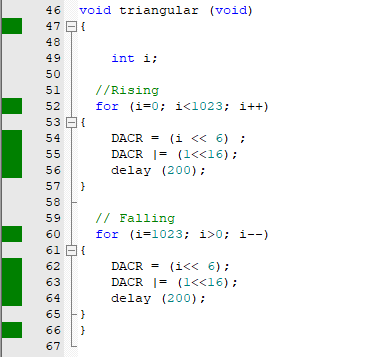 46 void triangular (void)
47 {
48
49     int i;
50
51   //Rising
52   for (i=0; i<1023; i++)
53 {
54     DACR = (i << 6) ;
55     DACR |= (1<<16);
56     delay (200);
57 }
58
59   // Falling
60   for (i=1023; i>0; i--)
61 {
62     DACR = (i<< 6);
63     DACR |= (1<<16);
64     delay (200);
65 }
66 }
67